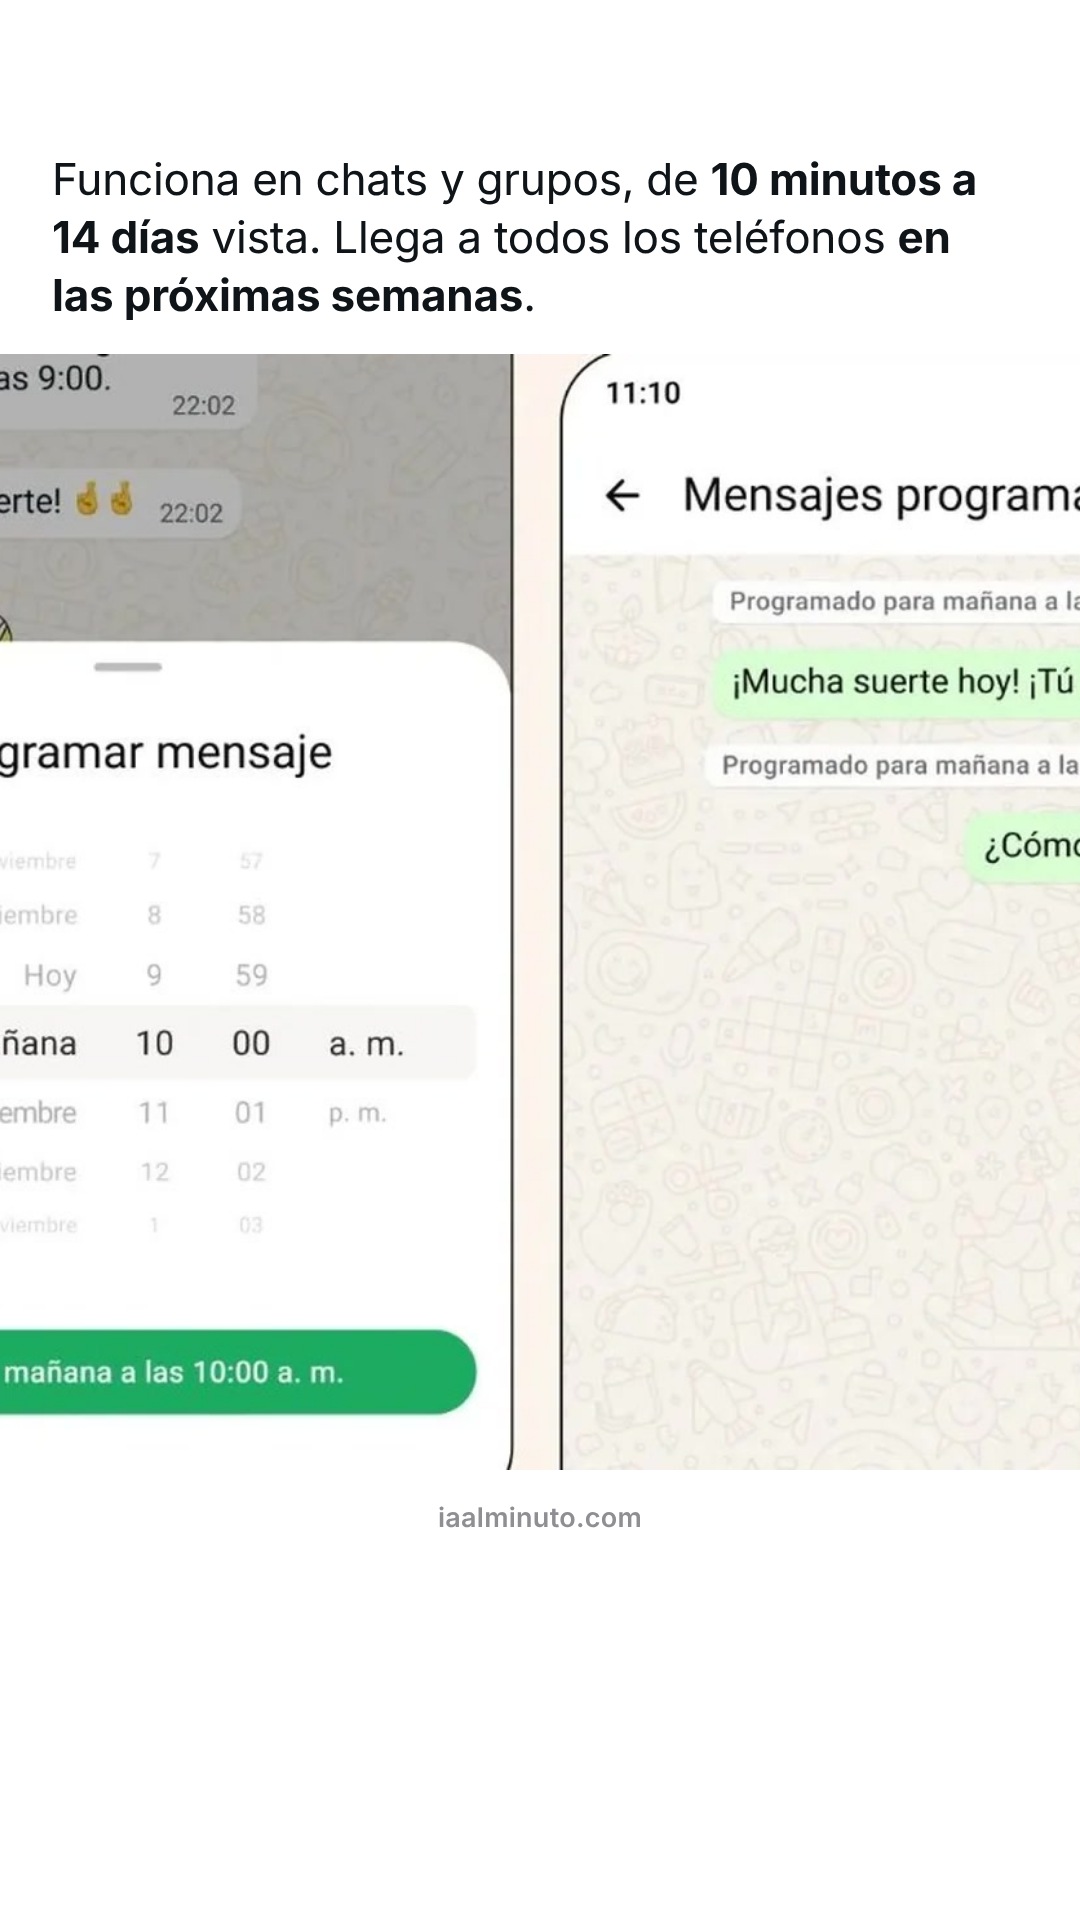 Funciona en chats y grupos, de 10 minutos a
14 días vista. Llega a todos los teléfonos en
las próximas semanas.
as 9:00.
22:02
erte! 🤞🤞 22:02
gramar mensaje
viembre 7 57
iembre 8 58
Hoy 9 59
ñana 10 00 a. m.
embre 11 01 p. m.
iembre 12 02
viembre 1 03
mañana a las 10:00 a. m.
11:10
← Mensajes programa
Programado para mañana a la
¡Mucha suerte hoy! ¡Tú
Programado para mañana a la
¿Cómo
iaalminuto.com